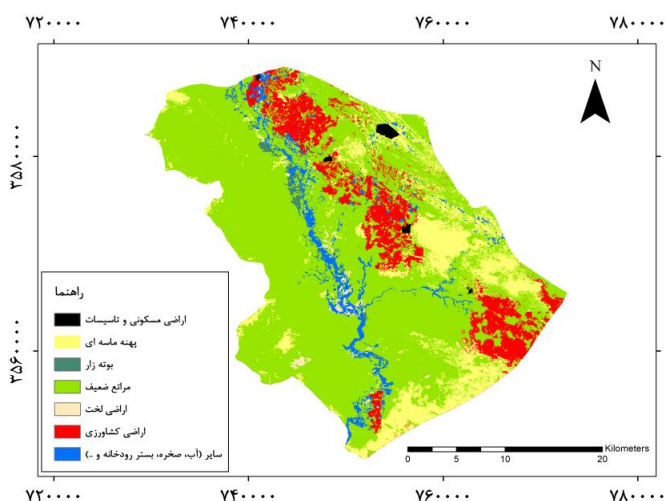 ۷۲۰۰۰۰ ۷۴۰۰۰۰ ۷۶۰۰۰۰ ۷۸۰۰۰۰
N
۳۵۸۰۰۰۰
۳۵۶۰۰۰۰
راهنما
اراضی مسکونی و تاسیسات
پهنه ماسه ای
بوته زار
مراتع ضعیف
اراضی لخت
اراضی کشاورزی
سایر (آب، صخره، بستر رودخانه و ..)
Kilometers
0 5 10 20
۷۲۰۰۰۰ ۷۴۰۰۰۰ ۷۶۰۰۰۰ ۷۸۰۰۰۰